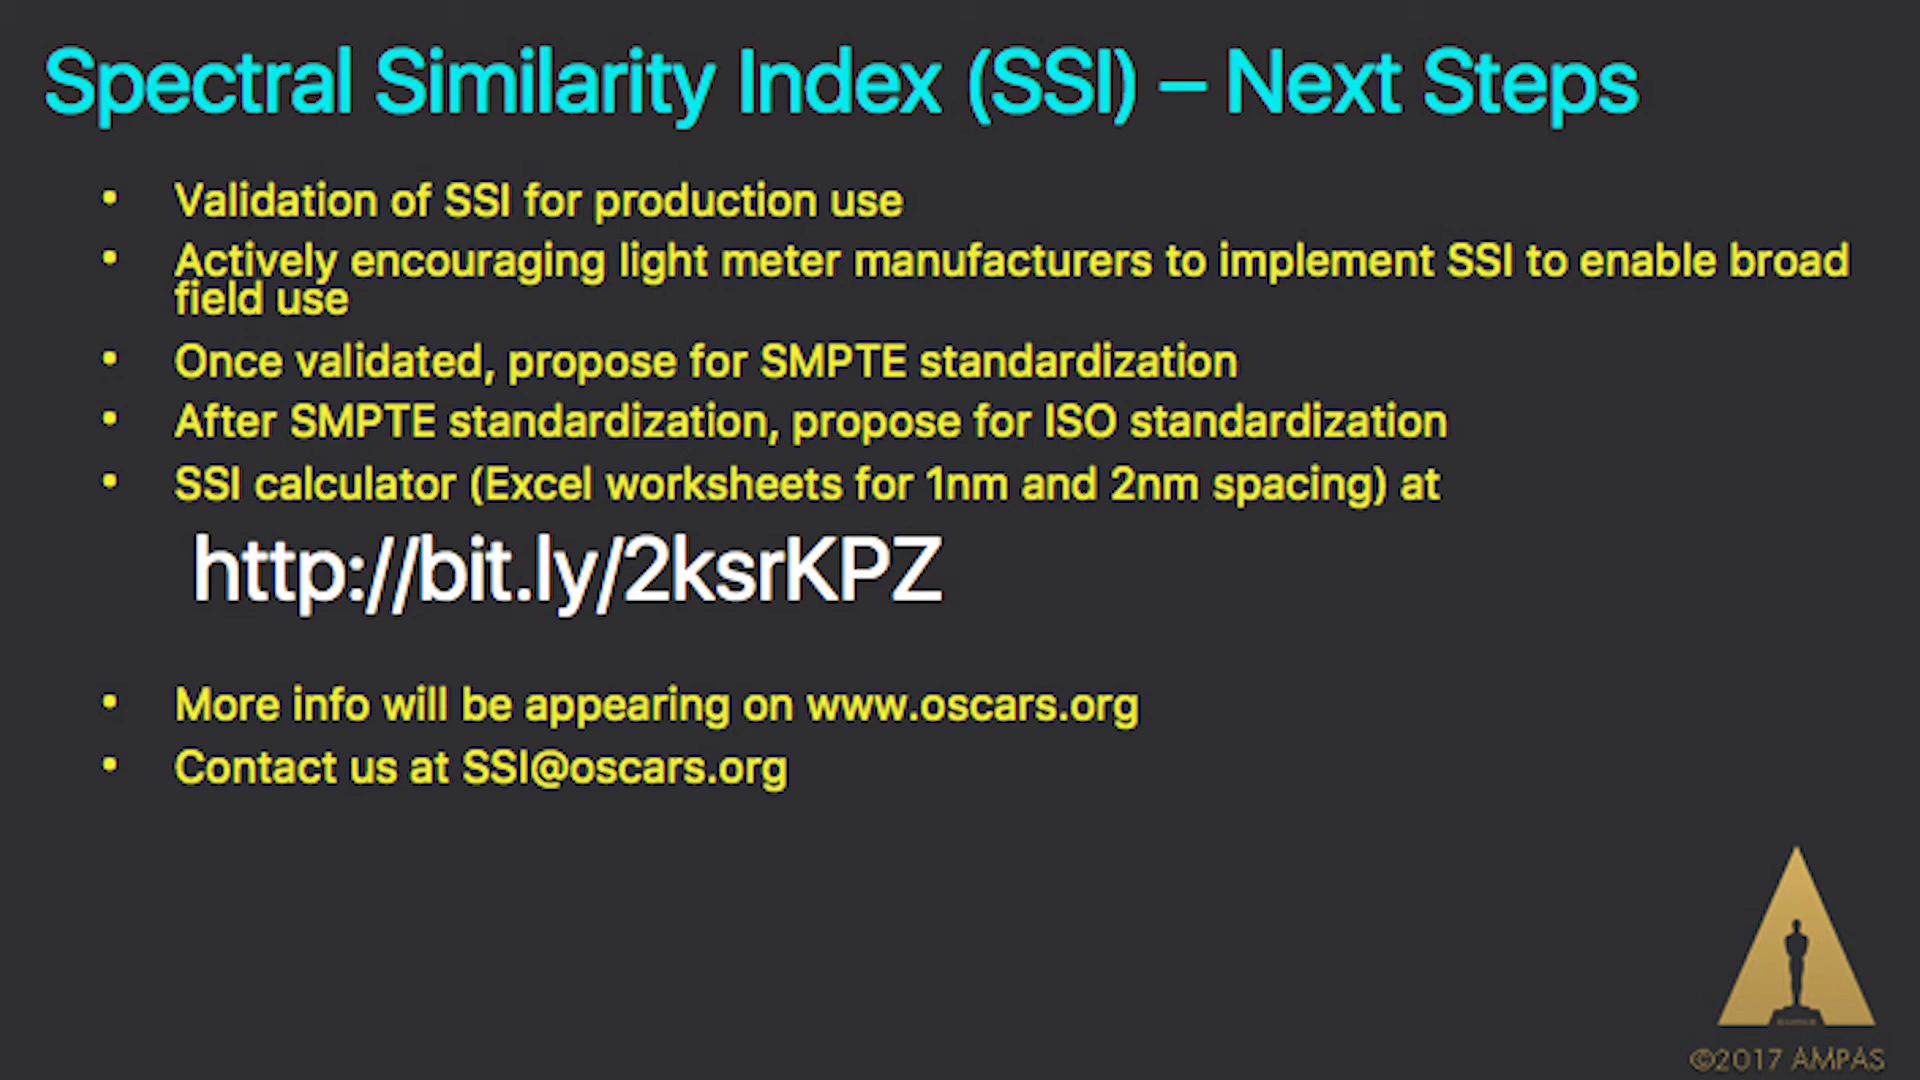 Spectral Similarity Index (SSI) – Next Steps
• Validation of SSI for production use
• Actively encouraging light meter manufacturers to implement SSI to enable broad
field use
• Once validated, propose for SMPTE standardization
• After SMPTE standardization, propose for ISO standardization
• SSI calculator (Excel worksheets for 1nm and 2nm spacing) at
http://bit.ly/2ksrKPZ
• More info will be appearing on www.oscars.org
• Contact us at SSI@oscars.org
©2017 AMPAS